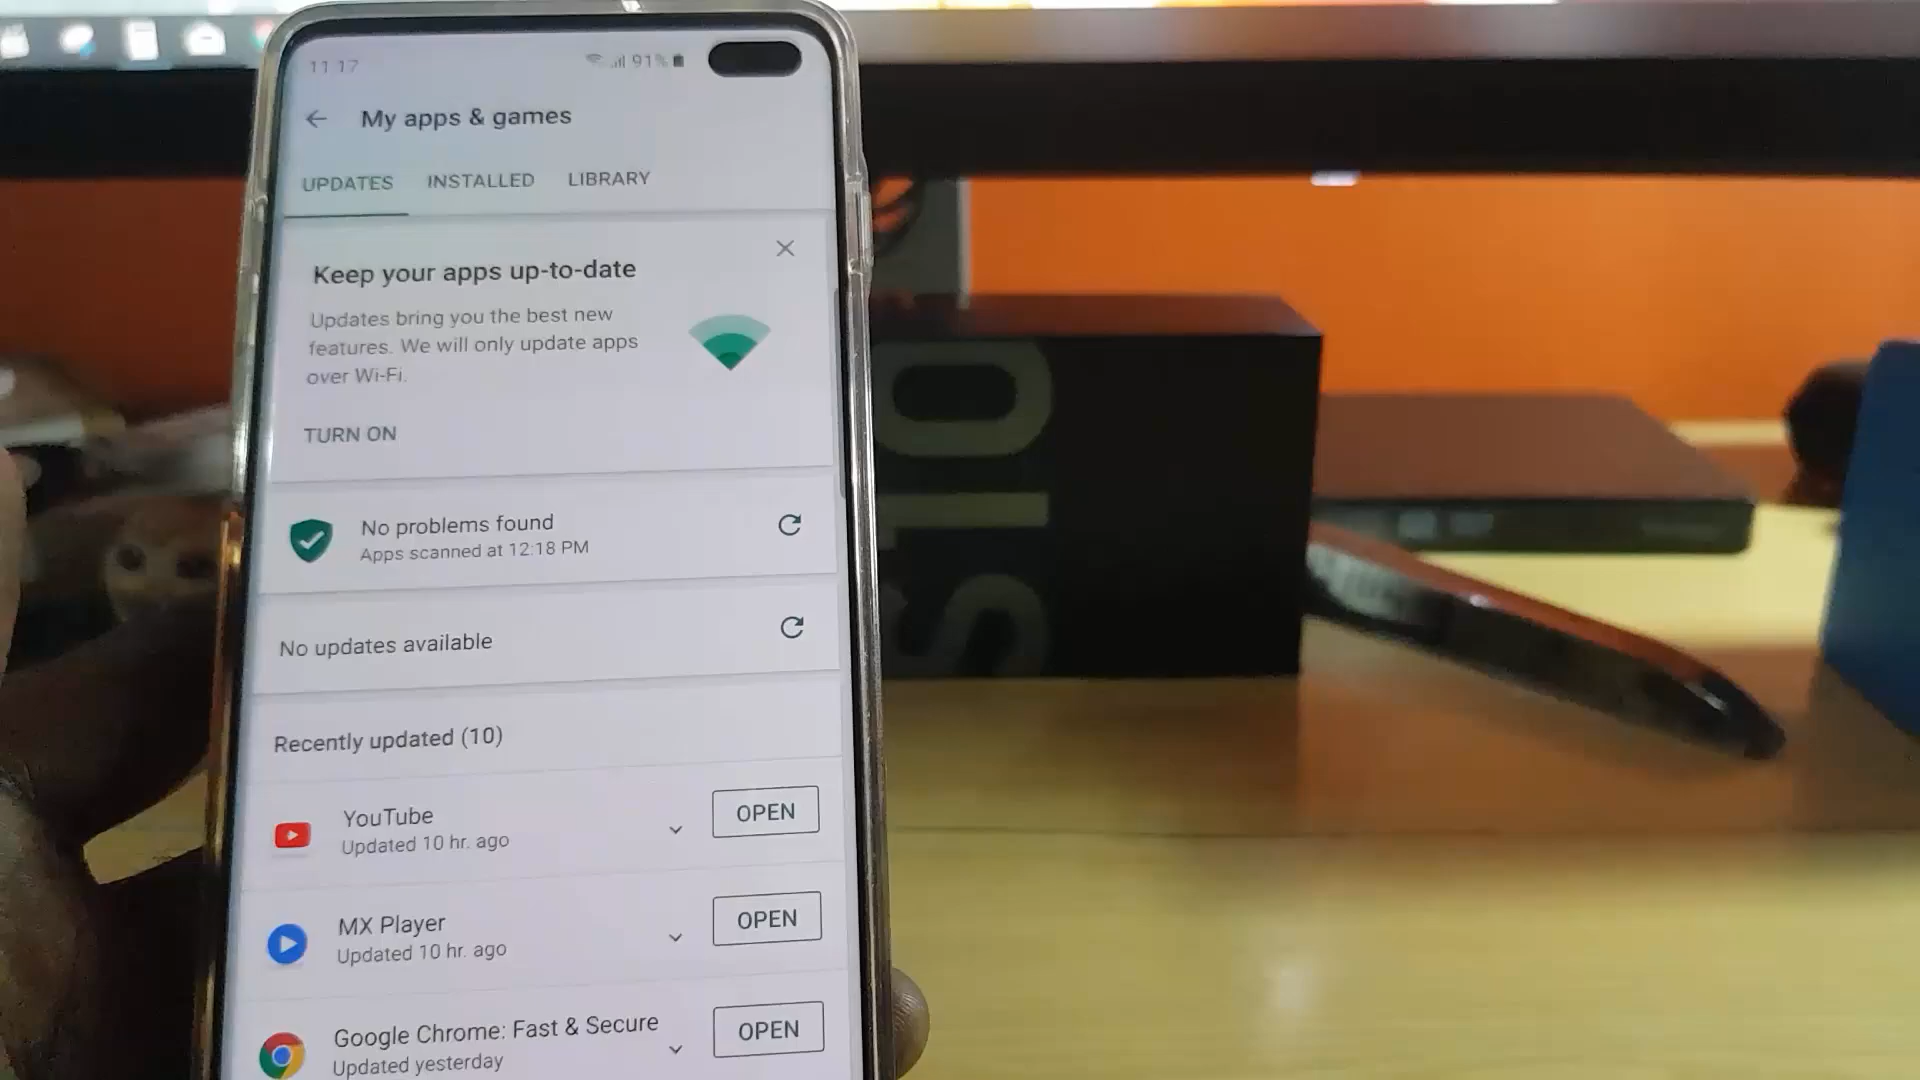 11 17
91%
My apps & games
UPDATES INSTALLED LIBRARY
Keep your apps up-to-date
Updates bring you the best new
features. We will only update apps
over Wi-Fi.
TURN ON
No problems found
Apps scanned at 12:18 PM
No updates available
Recently updated (10)
YouTube
Updated 10 hr. ago
OPEN
MX Player
Updated 10 hr. ago
OPEN
Google Chrome: Fast & Secure
Updated yesterday
OPEN
S10